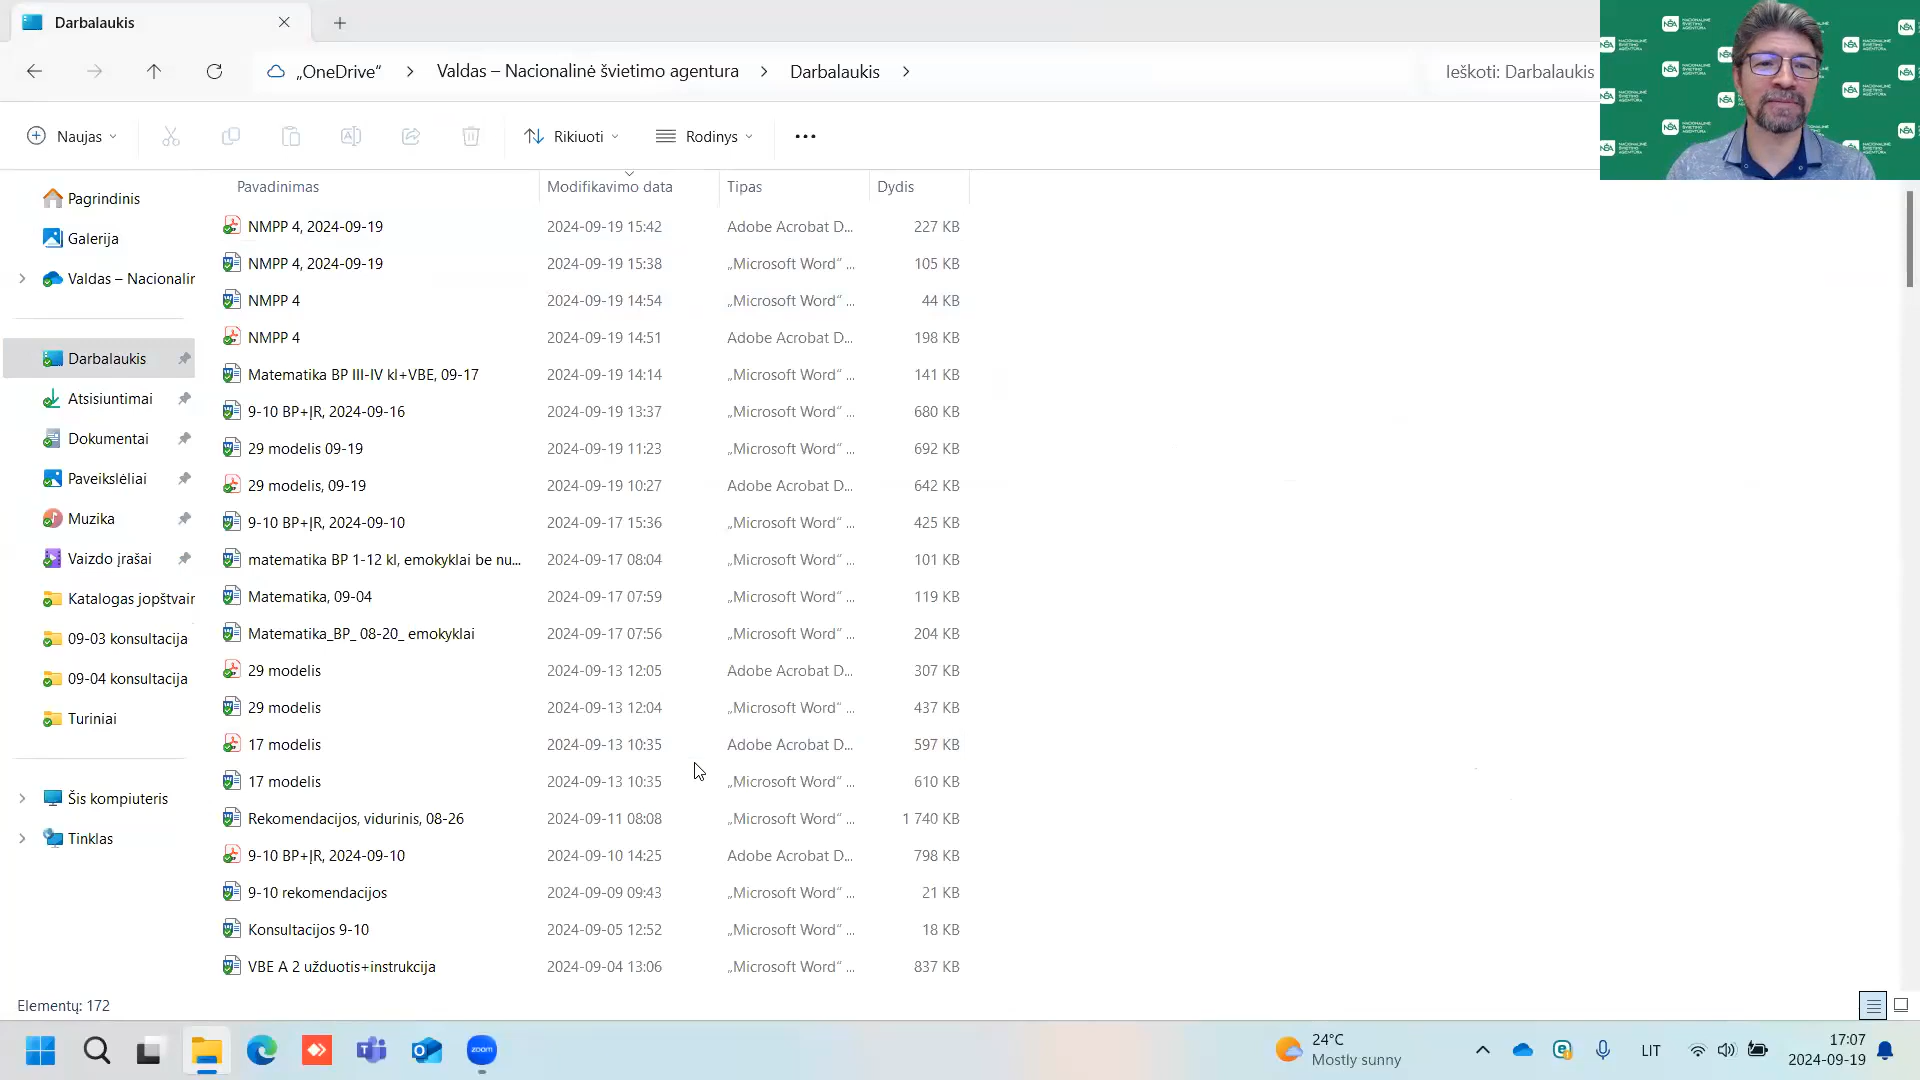 Darbalaukis
„OneDrive“ > Valdas – Nacionalinė švietimo agentura > Darbalaukis >
Ieškoti: Darbalaukis
Naujas
Rikiuoti
Rodinys
Pavadinimas Modifikavimo data Tipas Dydis
Pagrindinis
Galerija
Valdas – Nacionalin
Darbalaukis
Atsisiuntimai
Dokumentai
Paveikslėliai
Muzika
Vaizdo įrašai
Katalogas jopštvair
09-03 konsultacija
09-04 konsultacija
Turiniai
Šis kompiuteris
Tinklas
NMPP 4, 2024-09-19 2024-09-19 15:42 Adobe Acrobat D... 227 KB
NMPP 4, 2024-09-19 2024-09-19 15:38 „Microsoft Word“ ... 105 KB
NMPP 4 2024-09-19 14:54 „Microsoft Word“ ... 44 KB
NMPP 4 2024-09-19 14:51 Adobe Acrobat D... 198 KB
Matematika BP III-IV kl+VBE, 09-17 2024-09-19 14:14 „Microsoft Word“ ... 141 KB
9-10 BP+ĮR, 2024-09-16 2024-09-19 13:37 „Microsoft Word“ ... 680 KB
29 modelis 09-19 2024-09-19 11:23 „Microsoft Word“ ... 692 KB
29 modelis, 09-19 2024-09-19 10:27 Adobe Acrobat D... 642 KB
9-10 BP+ĮR, 2024-09-10 2024-09-17 15:36 „Microsoft Word“ ... 425 KB
matematika BP 1-12 kl, emokyklai be nu... 2024-09-17 08:04 „Microsoft Word“ ... 101 KB
Matematika, 09-04 2024-09-17 07:59 „Microsoft Word“ ... 119 KB
Matematika_BP_ 08-20_ emokyklai 2024-09-17 07:56 „Microsoft Word“ ... 204 KB
29 modelis 2024-09-13 12:05 Adobe Acrobat D... 307 KB
29 modelis 2024-09-13 12:04 „Microsoft Word“ ... 437 KB
17 modelis 2024-09-13 10:35 Adobe Acrobat D... 597 KB
17 modelis 2024-09-13 10:35 „Microsoft Word“ ... 610 KB
Rekomendacijos, vidurinis, 08-26 2024-09-11 08:08 „Microsoft Word“ ... 1 740 KB
9-10 BP+ĮR, 2024-09-10 2024-09-10 14:25 Adobe Acrobat D... 798 KB
9-10 rekomendacijos 2024-09-09 09:43 „Microsoft Word“ ... 21 KB
Konsultacijos 9-10 2024-09-05 12:52 „Microsoft Word“ ... 18 KB
VBE A 2 užduotis+instrukcija 2024-09-04 13:06 „Microsoft Word“ ... 837 KB
Elementų: 172
zoom
24°C
Mostly sunny
LIT
17:07
2024-09-19
NŠA
NACIONALINĖ
ŠVIETIMO
AGENTŪRA